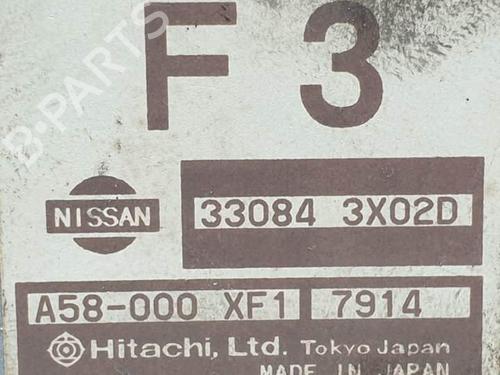 F 3
NISSAN 33084 3X02D
A58-000 XF1 7914
Hitachi, Ltd. Tokyo Japan
MADE IN JAPAN
B-PARTS